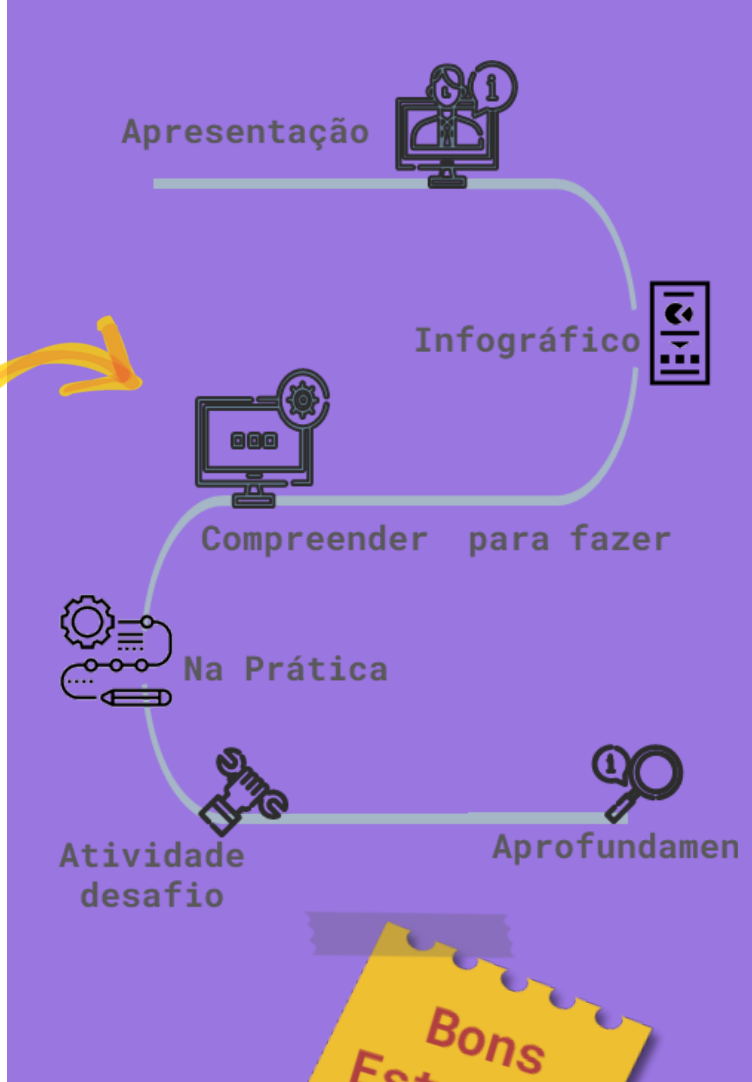 Apresentação
Infográfico
Compreender para fazer
Na Prática
Atividade
desafio
Aprofundamen
Bons